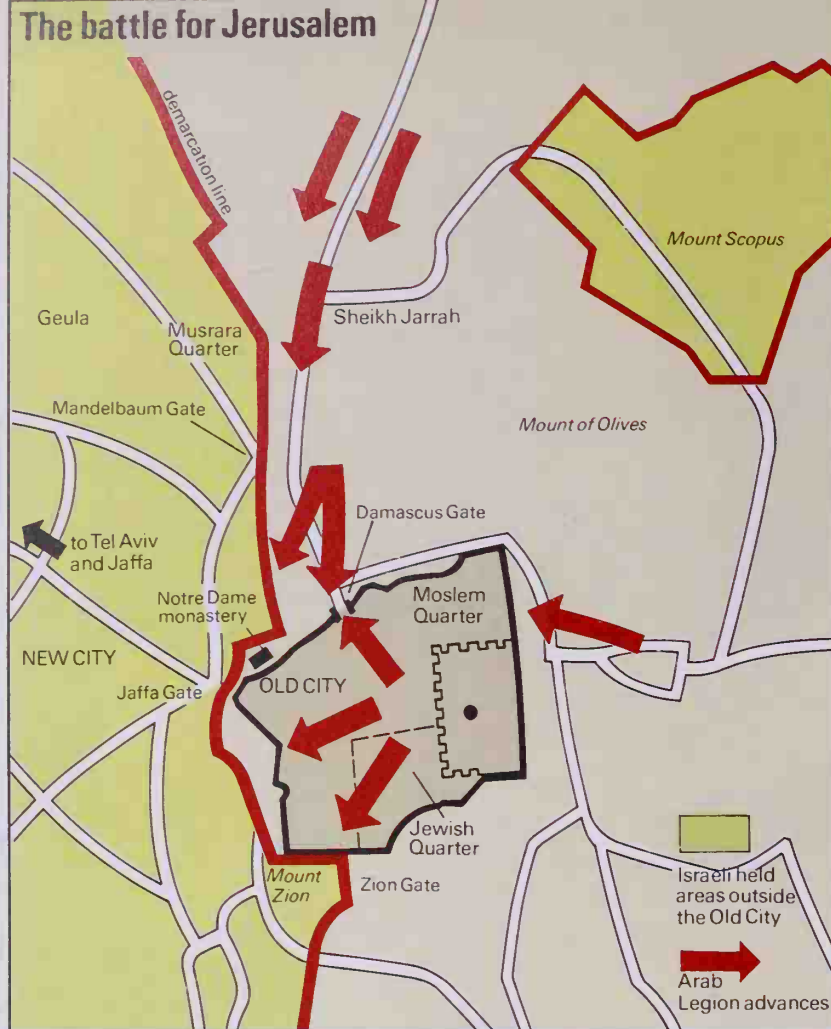 The battle for Jerusalem
demarcation line
Mount Scopus
Geula
Musrara
Quarter
Sheikh Jarrah
Mandelbaum Gate
Mount of Olives
Damascus Gate
to Tel Aviv
and Jaffa
Notre Dame
monastery
Moslem
Quarter
NEW CITY
OLD CITY
Jaffa Gate
Jewish
Quarter
Mount
Zion
Zion Gate
Israeli held
areas outside
the Old City
Arab
Legion advances